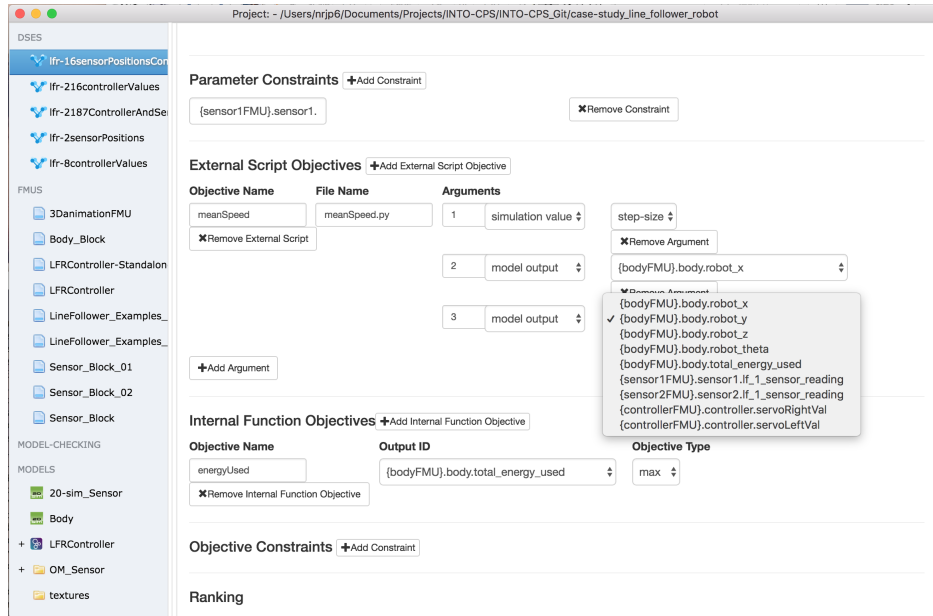 Project: - /Users/nrjp6/Documents/Projects/INTO-CPS/INTO-CPS_Git/case-study_line_follower_robot
DSES
lfr-16sensorPositionsCon
lfr-216controllerValues
lfr-2187ControllerAndSe
lfr-2sensorPositions
lfr-8controllerValues
FMUS
3DanimationFMU
Body_Block
LFRController-Standalon
LFRController
LineFollower_Examples_
LineFollower_Examples_
Sensor_Block_01
Sensor_Block_02
Sensor_Block
MODEL-CHECKING
MODELS
20-sim_Sensor
Body
+ LFRController
+ OM_Sensor
textures
Parameter Constraints +Add Constraint
{sensor1FMU}.sensor1. ✖Remove Constraint
External Script Objectives +Add External Script Objective
Objective Name File Name Arguments
meanSpeed meanSpeed.py 1 simulation value step-size
✖Remove External Script ✖Remove Argument
2 model output {bodyFMU}.body.robot_x
✖Remove Argument
3 model output
{bodyFMU}.body.robot_x
✓ {bodyFMU}.body.robot_y
{bodyFMU}.body.robot_z
{bodyFMU}.body.robot_theta
{bodyFMU}.body.total_energy_used
{sensor1FMU}.sensor1.lf_1_sensor_reading
{sensor2FMU}.sensor2.lf_1_sensor_reading
{controllerFMU}.controller.servoRightVal
{controllerFMU}.controller.servoLeftVal
+Add Argument
Internal Function Objectives +Add Internal Function Objective
Objective Name Output ID Objective Type
energyUsed {bodyFMU}.body.total_energy_used max
✖Remove Internal Function Objective
Objective Constraints +Add Constraint
Ranking